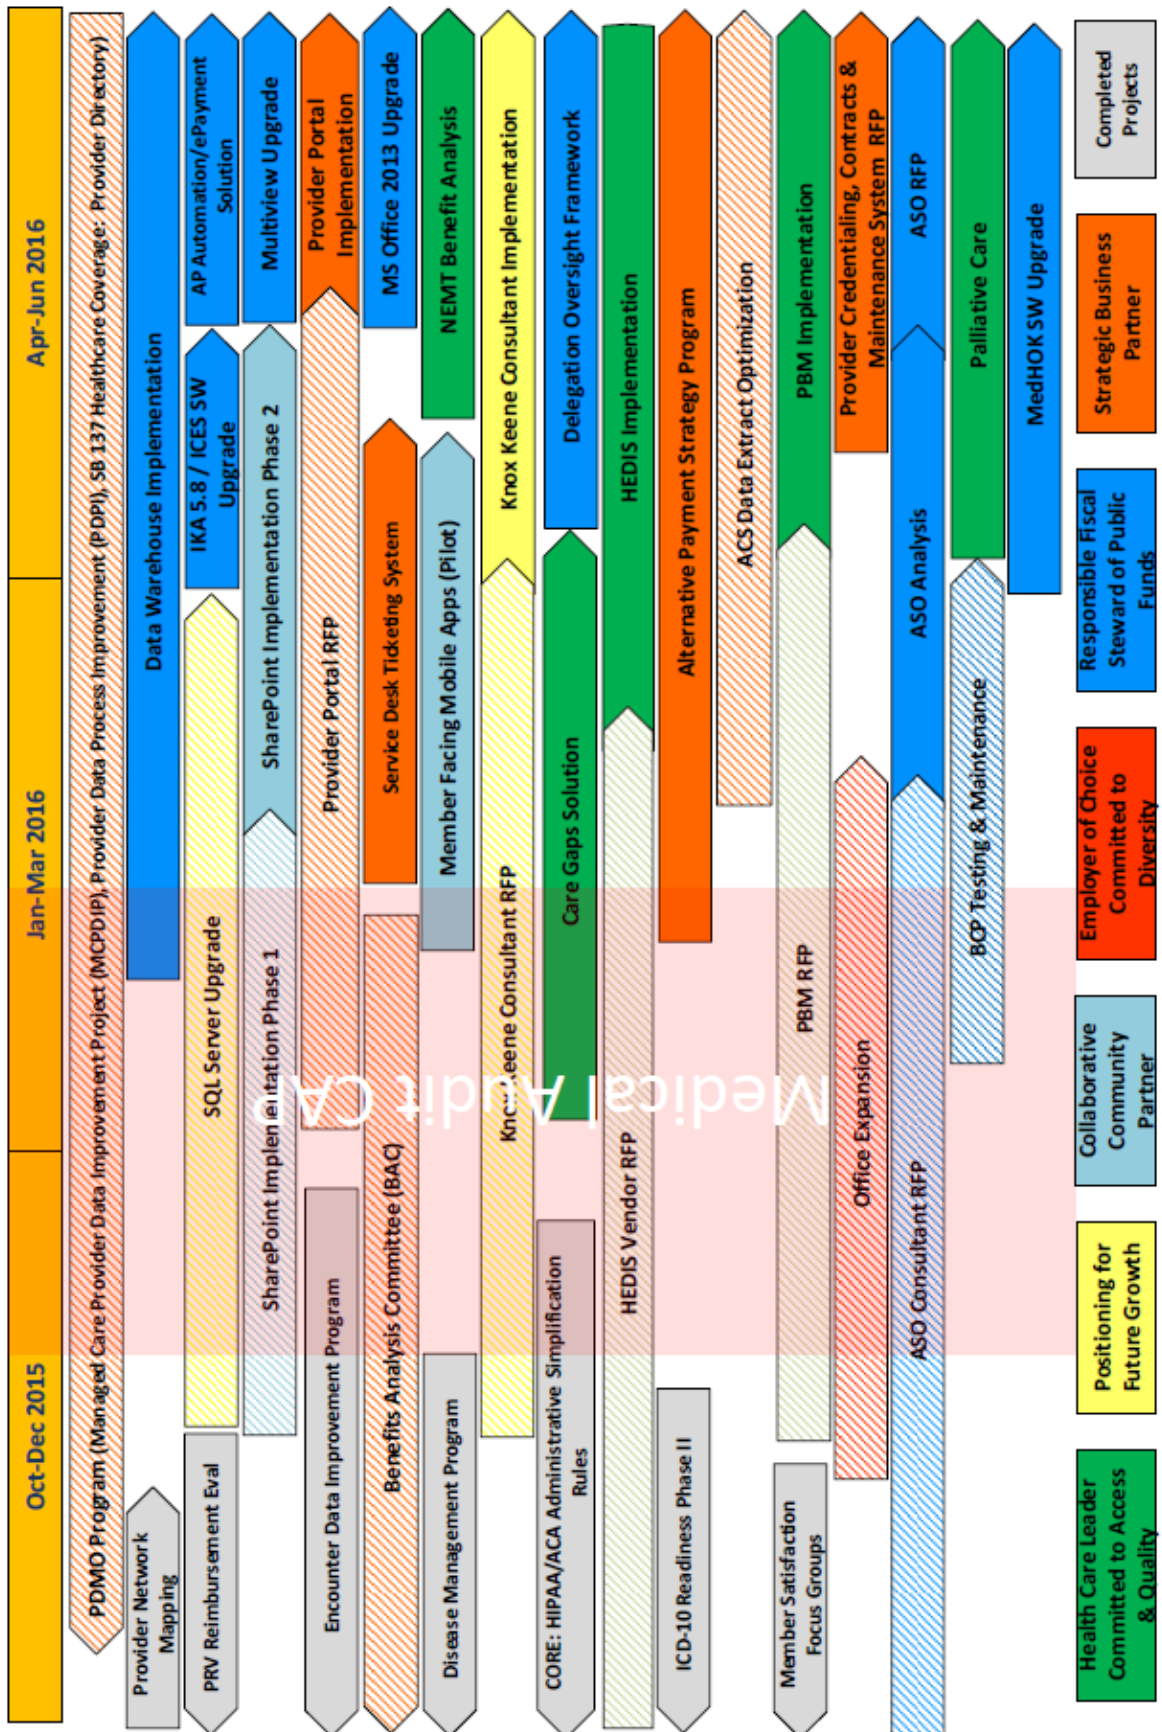 Oct-Dec 2015
Jan-Mar 2016
Apr-Jun 2016
PDMO Program (Managed Care Provider Data Improvement Project (MCPDIP), Provider Data Process Improvement (PDPI), SB 137 Healthcare Coverage: Provider Directory)
Provider Network
Mapping
Data Warehouse Implementation
PRV Reimbursement Eval
SQL Server Upgrade
IKA 5.8 / ICES SW
Upgrade
AP Automation/ePayment
Solution
SharePoint Implementation Phase 1
SharePoint Implementation Phase 2
Multiview Upgrade
Encounter Data Improvement Program
Provider Portal RFP
Provider Portal
Implementation
Benefits Analysis Committee (BAC)
Service Desk Ticketing System
MS Office 2013 Upgrade
Disease Management Program
Member Facing Mobile Apps (Pilot)
NEMT Benefit Analysis
Knox Keene Consultant RFP
Knox Keene Consultant Implementation
CORE: HIPAA/ACA Administrative Simplification
Rules
Care Gaps Solution
Delegation Oversight Framework
HEDIS Vendor RFP
HEDIS Implementation
ICD-10 Readiness Phase II
Alternative Payment Strategy Program
ACS Data Extract Optimization
Member Satisfaction
Focus Groups
PBM RFP
PBM Implementation
Office Expansion
Provider Credentialing, Contracts &
Maintenance System RFP
ASO Consultant RFP
ASO Analysis
ASO RFP
BCP Testing & Maintenance
Palliative Care
MedHOK SW Upgrade
Medical Audit CAP
Health Care Leader
Committed to Access
& Quality
Positioning for
Future Growth
Collaborative
Community
Partner
Employer of Choice
Committed to
Diversity
Responsible Fiscal
Steward of Public
Funds
Strategic Business
Partner
Completed
Projects